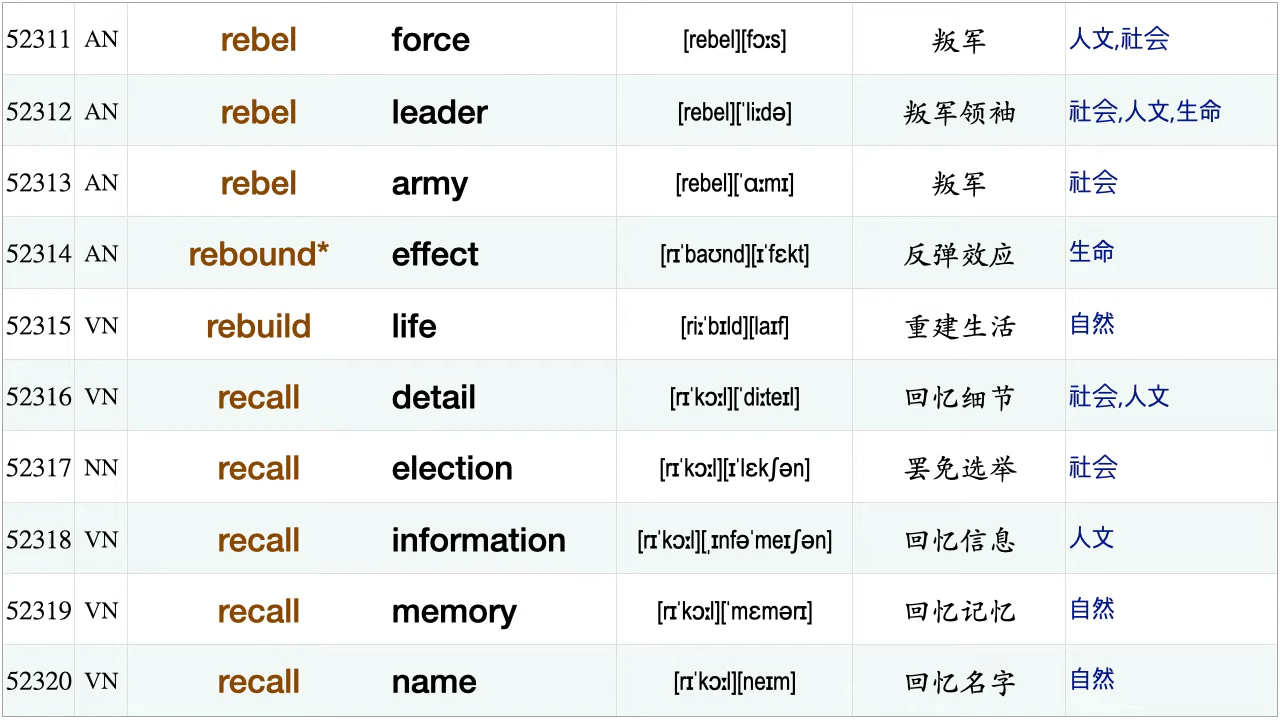 52311 AN rebel force [rebel][fɔːs] 叛军 人文,社会
52312 AN rebel leader [rebel][ˈliːdə] 叛军领袖 社会,人文,生命
52313 AN rebel army [rebel][ˈɑːmɪ] 叛军 社会
52314 AN rebound* effect [rɪˈbaʊnd][ɪˈfɛkt] 反弹效应 生命
52315 VN rebuild life [riːˈbɪld][laɪf] 重建生活 自然
52316 VN recall detail [rɪˈkɔːl][ˈdiːteɪl] 回忆细节 社会,人文
52317 NN recall election [rɪˈkɔːl][ɪˈlɛkʃən] 罢免选举 社会
52318 VN recall information [rɪˈkɔːl][ˌɪnfəˈmeɪʃən] 回忆信息 人文
52319 VN recall memory [rɪˈkɔːl][ˈmɛmərɪ] 回忆记忆 自然
52320 VN recall name [rɪˈkɔːl][neɪm] 回忆名字 自然